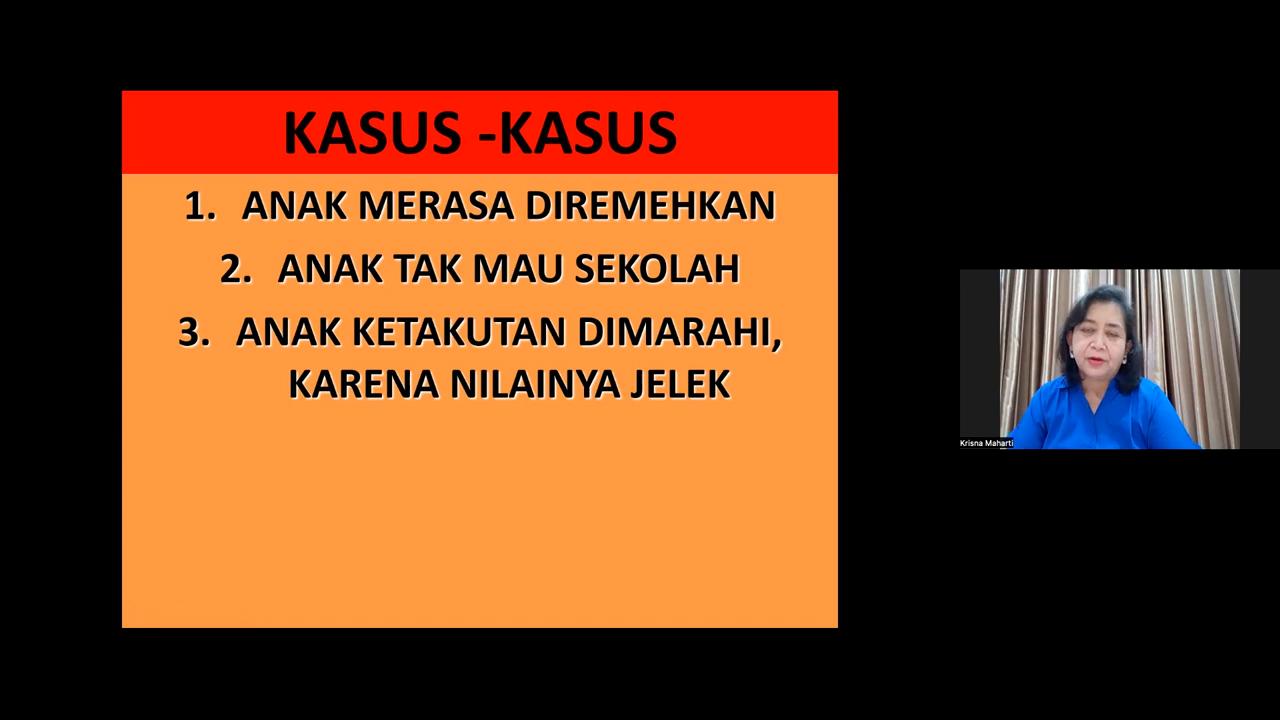 KASUS -KASUS
1. ANAK MERASA DIREMEHKAN
2. ANAK TAK MAU SEKOLAH
3. ANAK KETAKUTAN DIMARAHI,
KARENA NILAINYA JELEK
Krisna Maharti